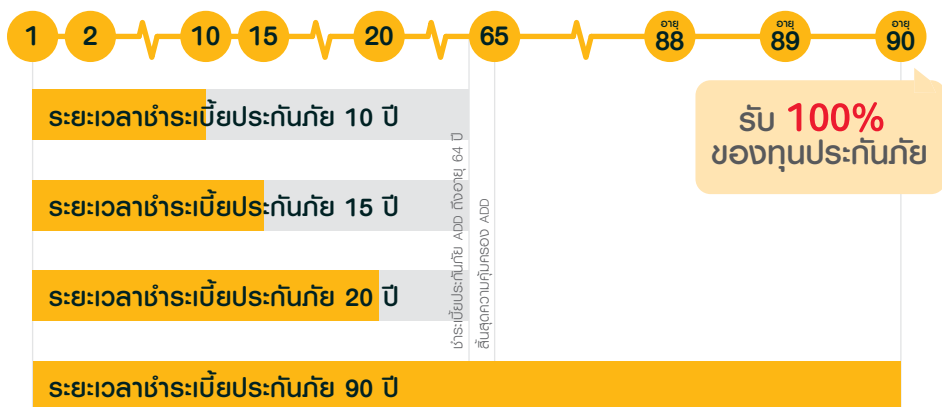 1 2 10 15 20 65 อายุ 88 อายุ 89 อายุ 90
รับ 100%
ของทุนประกันภัย
ระยะเวลาชำระเบี้ยประกันภัย 10 ปี
ระยะเวลาชำระเบี้ยประกันภัย 15 ปี
ระยะเวลาชำระเบี้ยประกันภัย 20 ปี
ระยะเวลาชำระเบี้ยประกันภัย 90 ปี
ชำระเบี้ยประกันภัย ADD ถึงอายุ 64 ปี
สิ้นสุดความคุ้มครอง ADD